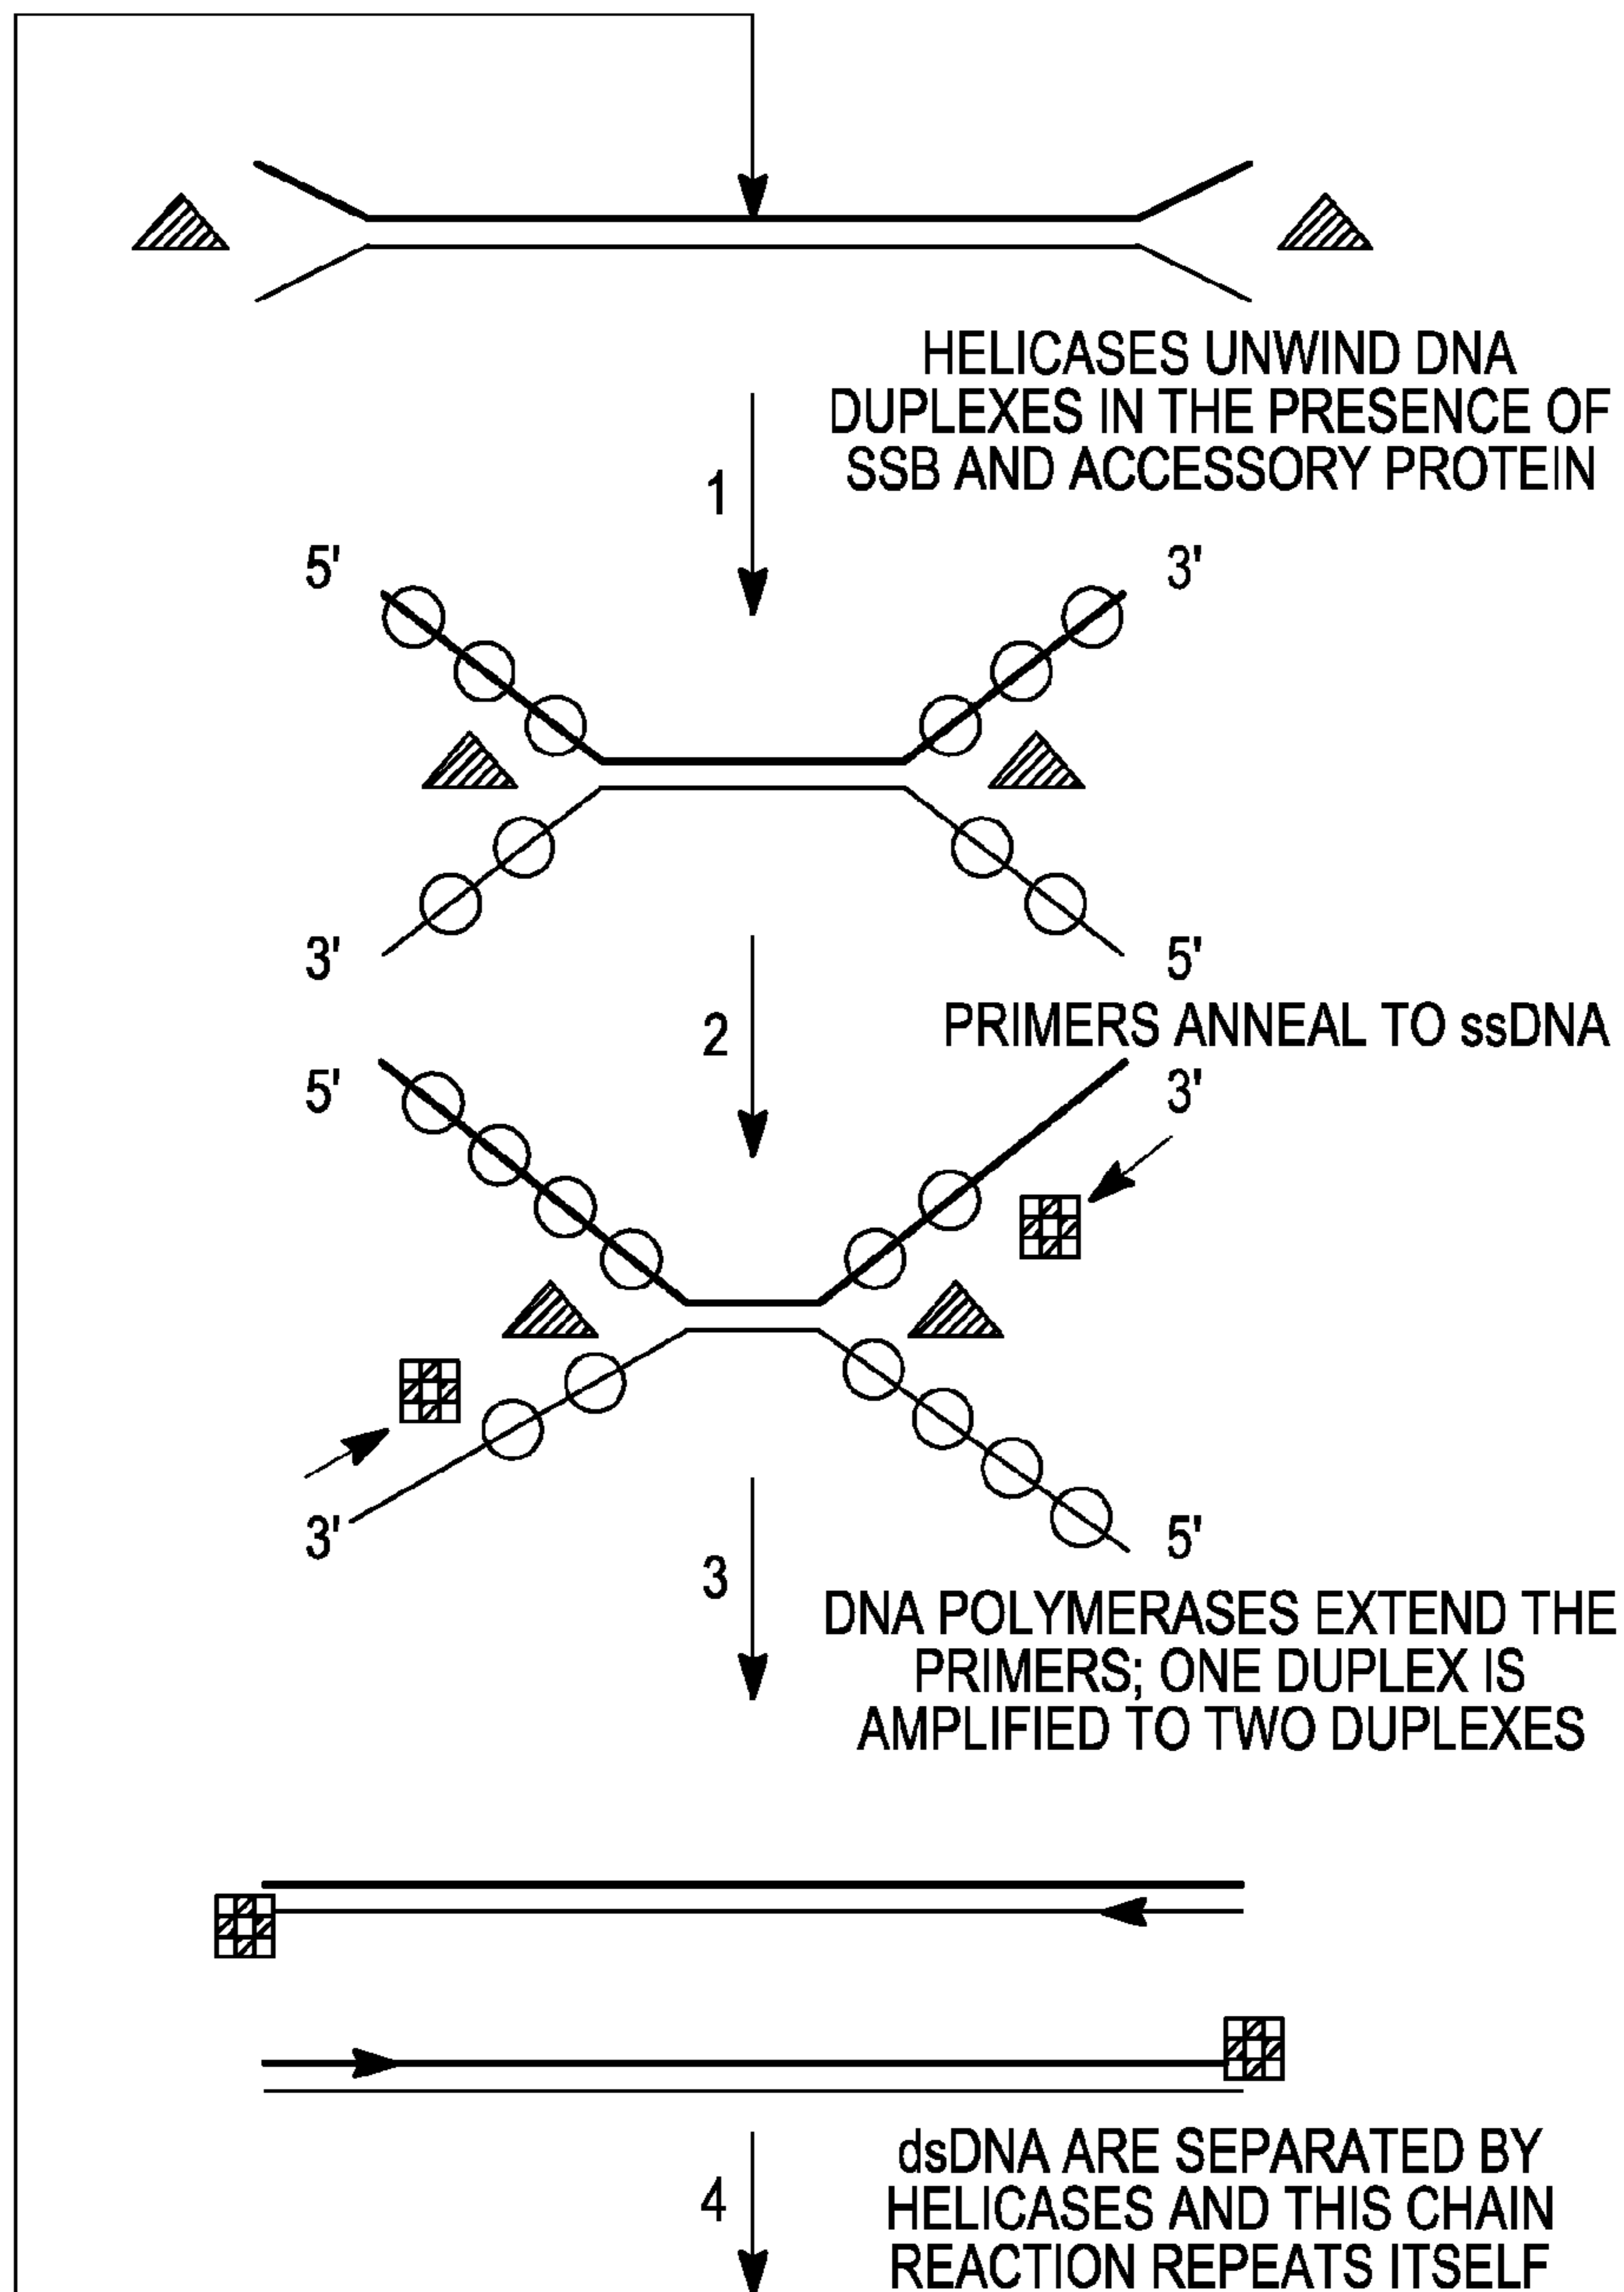 HELICASES UNWIND DNA
DUPLEXES IN THE PRESENCE OF
SSB AND ACCESSORY PROTEIN
1
5'
3'
3'
5'
2
PRIMERS ANNEAL TO ssDNA
5'
3'
3'
5'
3
DNA POLYMERASES EXTEND THE
PRIMERS; ONE DUPLEX IS
AMPLIFIED TO TWO DUPLEXES
4
dsDNA ARE SEPARATED BY
HELICASES AND THIS CHAIN
REACTION REPEATS ITSELF